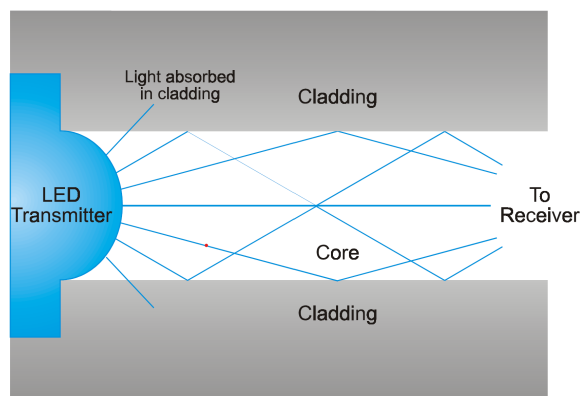 Light absorbed
in cladding
Cladding
LED
Transmitter
To
Receiver
Core
Cladding